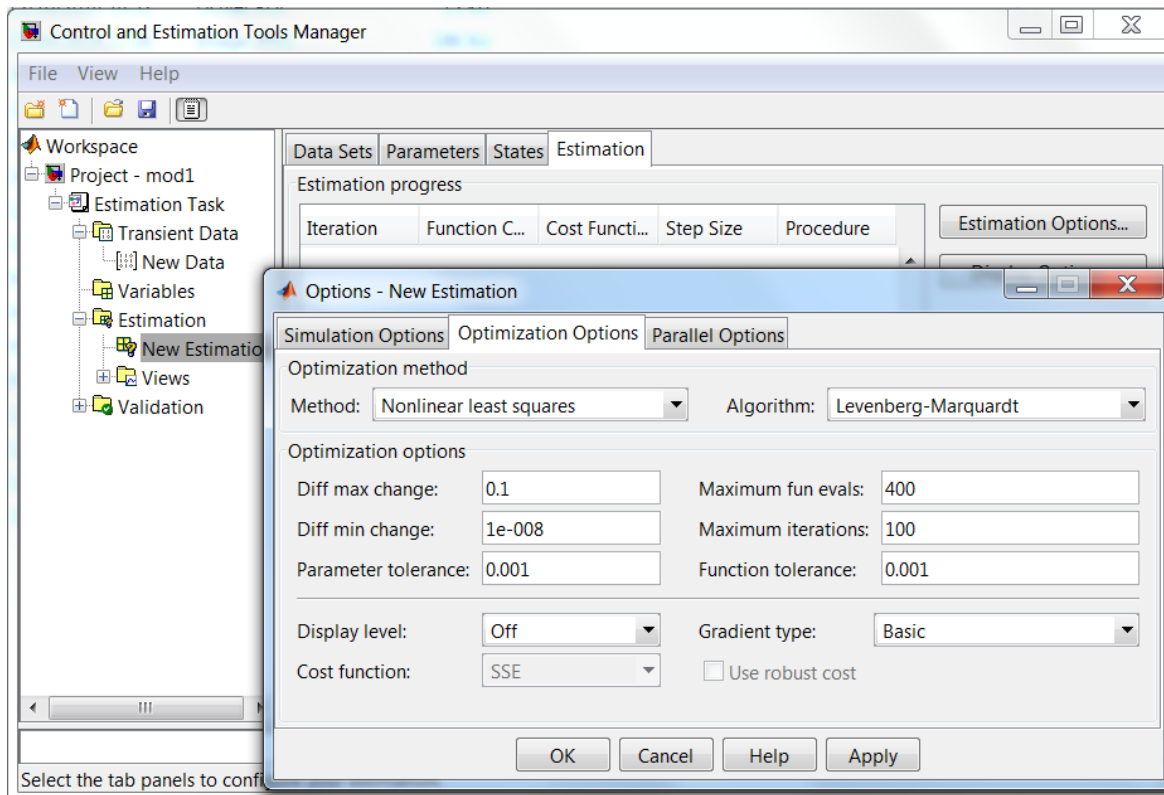 Control and Estimation Tools Manager
File View Help
Workspace
Project - mod1
Estimation Task
Transient Data
New Data
Variables
Estimation
New Estimatio
Views
Validation
Data Sets Parameters States Estimation
Estimation progress
Iteration Function C... Cost Functi... Step Size Procedure
Estimation Options...
Options - New Estimation
Simulation Options Optimization Options Parallel Options
Optimization method
Method: Nonlinear least squares Algorithm: Levenberg-Marquardt
Optimization options
Diff max change: 0.1 Maximum fun evals: 400
Diff min change: 1e-008 Maximum iterations: 100
Parameter tolerance: 0.001 Function tolerance: 0.001
Display level: Off Gradient type: Basic
Cost function: SSE Use robust cost
OK Cancel Help Apply
Select the tab panels to confi